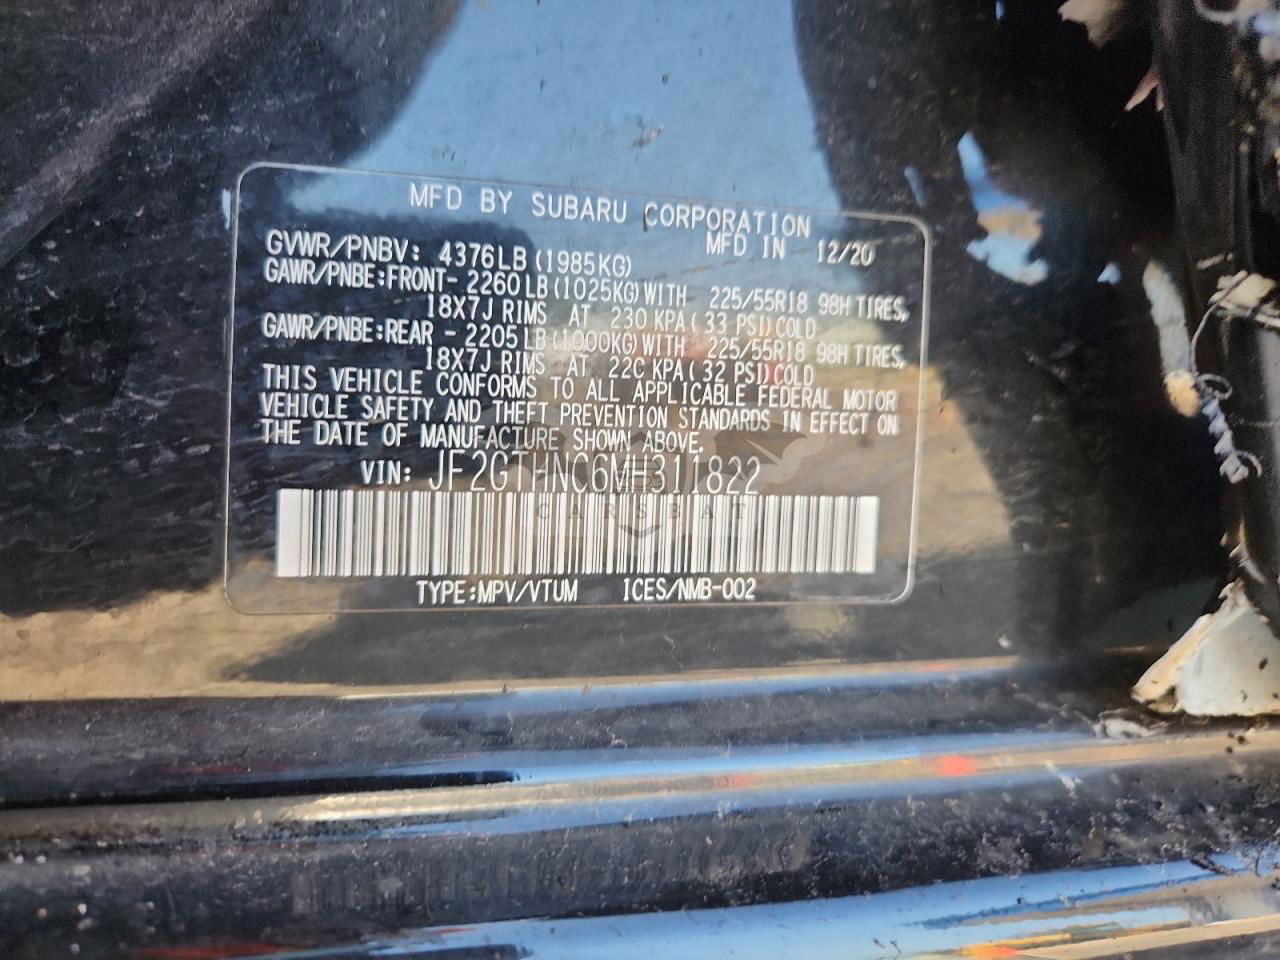 MFD BY SUBARU CORPORATION
MFD IN 12/20
GVWR/PNBV: 4376LB(1985KG)
GAWR/PNBE:FRONT-2260LB(1025KG)WITH 225/55R18 98H TIRES,
18X7J RIMS AT 230 KPA(33 PSI)COLD
GAWR/PNBE:REAR -2205LB(1000KG)WITH 225/55R18 98H TIRES,
18X7J RIMS AT 220 KPA(32 PSI)COLD
THIS VEHICLE CONFORMS TO ALL APPLICABLE FEDERAL MOTOR
VEHICLE SAFETY AND THEFT PREVENTION STANDARDS IN EFFECT ON
THE DATE OF MANUFACTURE SHOWN ABOVE.
VIN: JF2GTHNC6MH311822
CARSBAT
TYPE:MPV/VTUM ICES/NMB-002